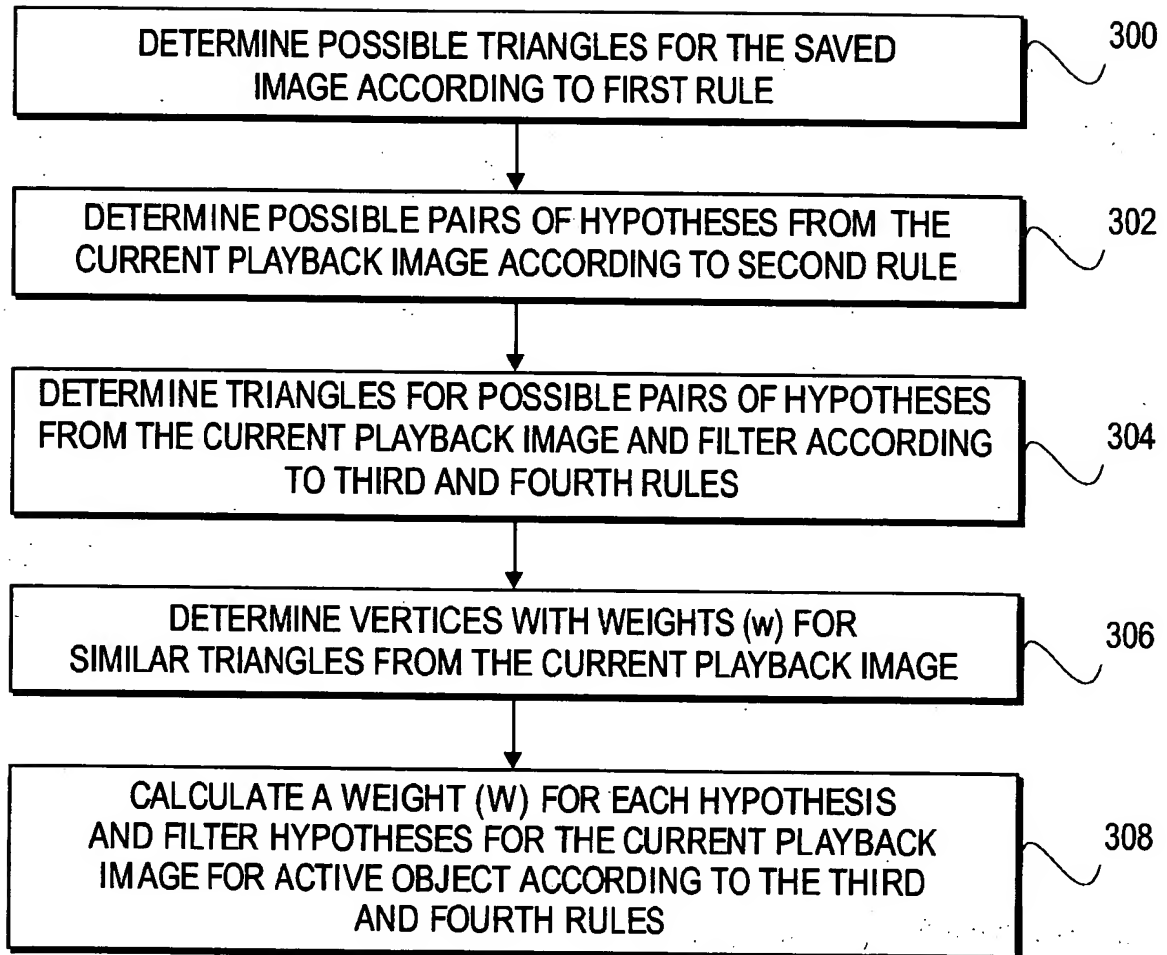 DETERMINE POSSIBLE TRIANGLES FOR THE SAVED
IMAGE ACCORDING TO FIRST RULE
300
DETERMINE POSSIBLE PAIRS OF HYPOTHESES FROM THE
CURRENT PLAYBACK IMAGE ACCORDING TO SECOND RULE
302
DETERMINE TRIANGLES FOR POSSIBLE PAIRS OF HYPOTHESES
FROM THE CURRENT PLAYBACK IMAGE AND FILTER ACCORDING
TO THIRD AND FOURTH RULES
304
DETERMINE VERTICES WITH WEIGHTS (w) FOR
SIMILAR TRIANGLES FROM THE CURRENT PLAYBACK IMAGE
306
CALCULATE A WEIGHT (W) FOR EACH HYPOTHESIS
AND FILTER HYPOTHESES FOR THE CURRENT PLAYBACK
IMAGE FOR ACTIVE OBJECT ACCORDING TO THE THIRD
AND FOURTH RULES
308